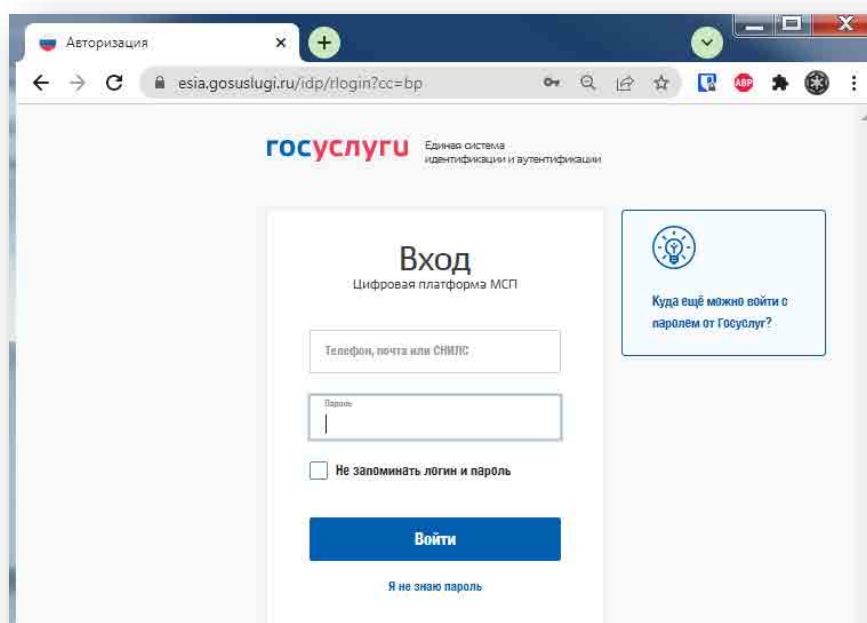 Авторизация
esia.gosuslugi.ru/idp/rlogin?cc=bp
ABP
госуслуги
Единая система
идентификации и аутентификации
Вход
Цифровая платформа МСП
Телефон, почта или СНИЛС
Пароль
Не запоминать логин и пароль
Войти
Я не знаю пароль
Куда ещё можно войти с
паролем от Госуслуг?